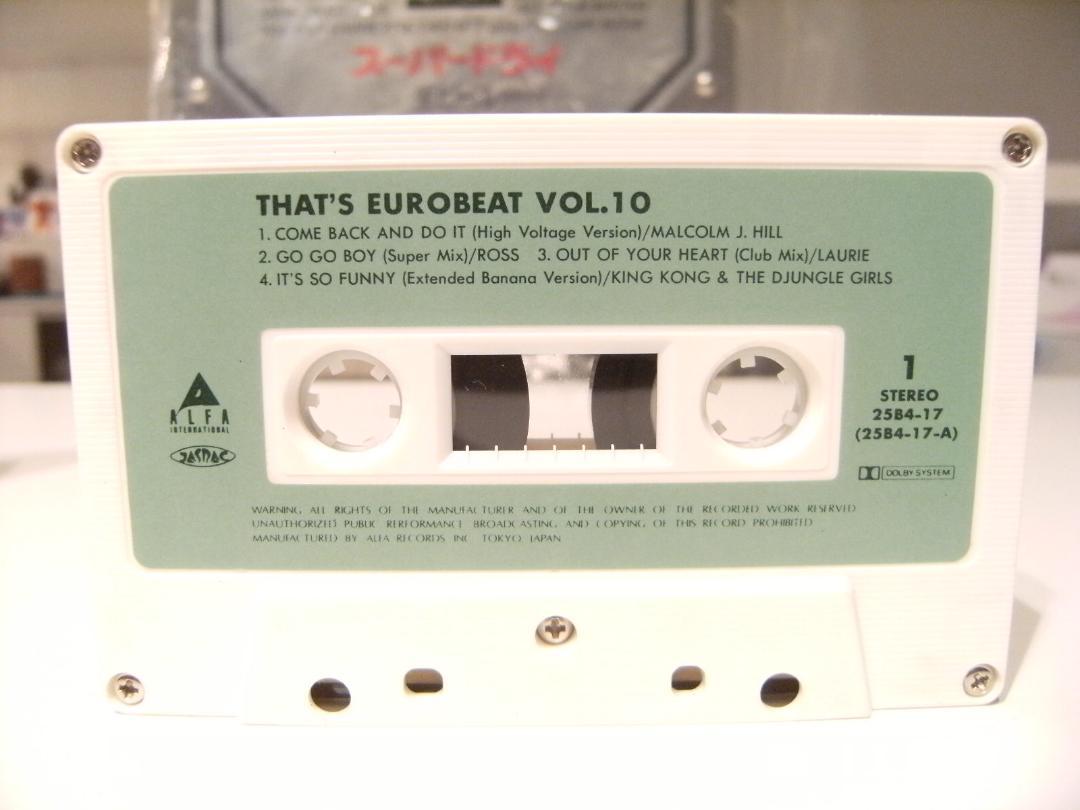 スーパードライ
THAT'S EUROBEAT VOL.10
1. COME BACK AND DO IT (High Voltage Version)/MALCOLM J. HILL
2. GO GO BOY (Super Mix)/ROSS 3. OUT OF YOUR HEART (Club Mix)/LAURIE
4. IT'S SO FUNNY (Extended Banana Version)/KING KONG & THE DJUNGLE GIRLS
ALFA
INTERNATIONAL
JASRAC
1
STEREO
25B4-17
(25B4-17-A)
DOLBY SYSTEM
WARNING, ALL RIGHTS OF THE MANUFACTURER AND OF THE OWNER OF THE RECORDED WORK RESERVED
UNAUTHORIZED PUBLIC RERFORMANCE BROADCASTING AND COPYING OF THIS RECORD PROHIBITED
MANUFACTURED BY ALFA RECORDS INC TOKYO, JAPAN